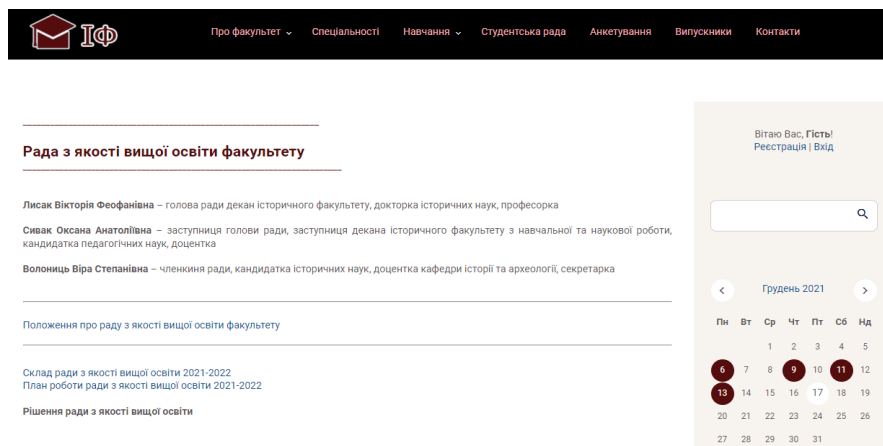 ІФ
Про факультет Спеціальності Навчання Студентська рада Анкетування Випускники Контакти
Рада з якості вищої освіти факультету
Лисак Вікторія Феофанівна – голова ради декан історичного факультету, докторка історичних наук, професорка
Сивак Оксана Анатоліївна – заступниця голови ради, заступниця декана історичного факультету з навчальної та наукової роботи,
кандидатка педагогічних наук, доцентка
Волониць Віра Степанівна – членкиня ради, кандидатка історичних наук, доцентка кафедри історії та археології, секретарка
Положення про раду з якості вищої освіти факультету
Склад ради з якості вищої освіти 2021-2022
План роботи ради з якості вищої освіти 2021-2022
Рішення ради з якості вищої освіти
Вітаю Вас, Гість!
Реєстрація | Вхід
Грудень 2021
Пн Вт Ср Чт Пт Сб Нд
1 2 3 4 5
6 7 8 9 10 11 12
13 14 15 16 17 18 19
20 21 22 23 24 25 26
27 28 29 30 31